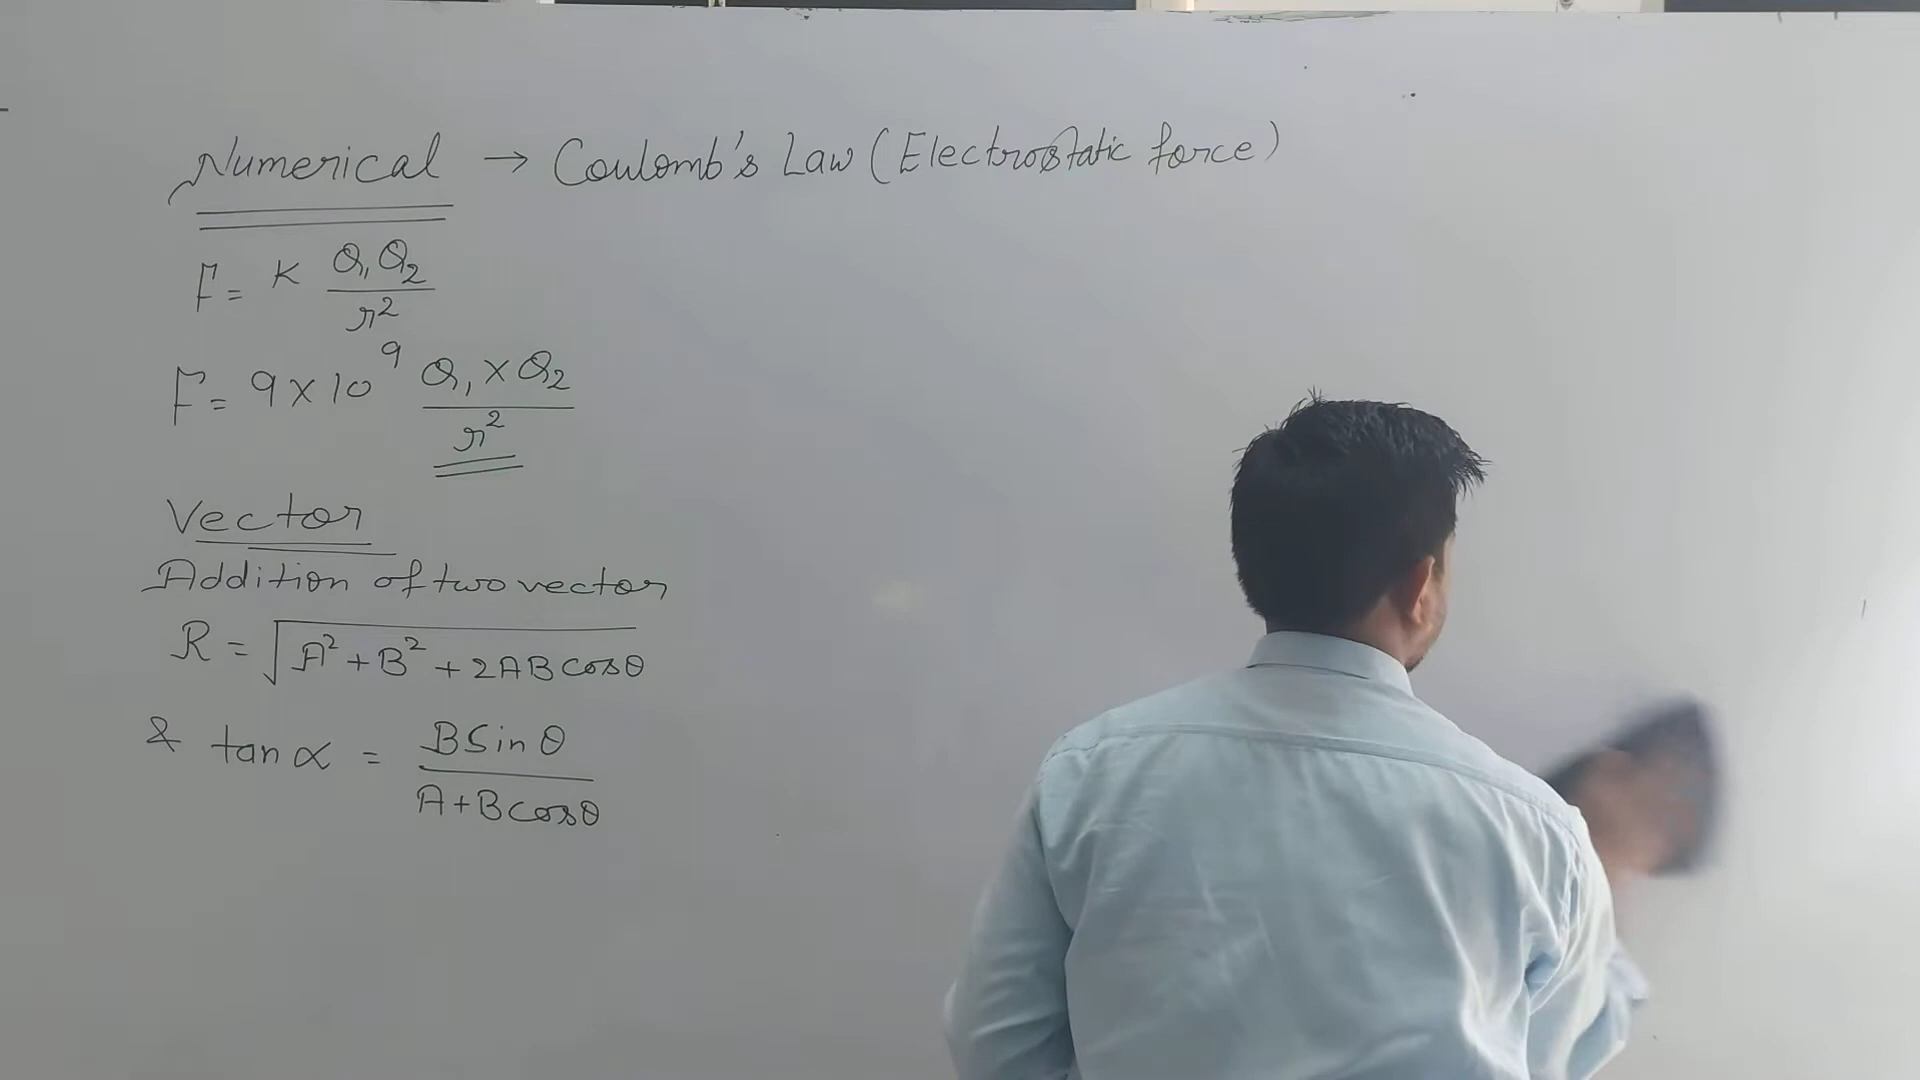 Numerical → Coulomb's Law (Electrostatic force)
F = K Q₁Q₂ / r²
F = 9 × 10⁹ Q₁ × Q₂ / r²
Vector
Addition of two vector
R = √(A² + B² + 2AB cosθ)
& tan α = B Sin θ / A + B cosθ